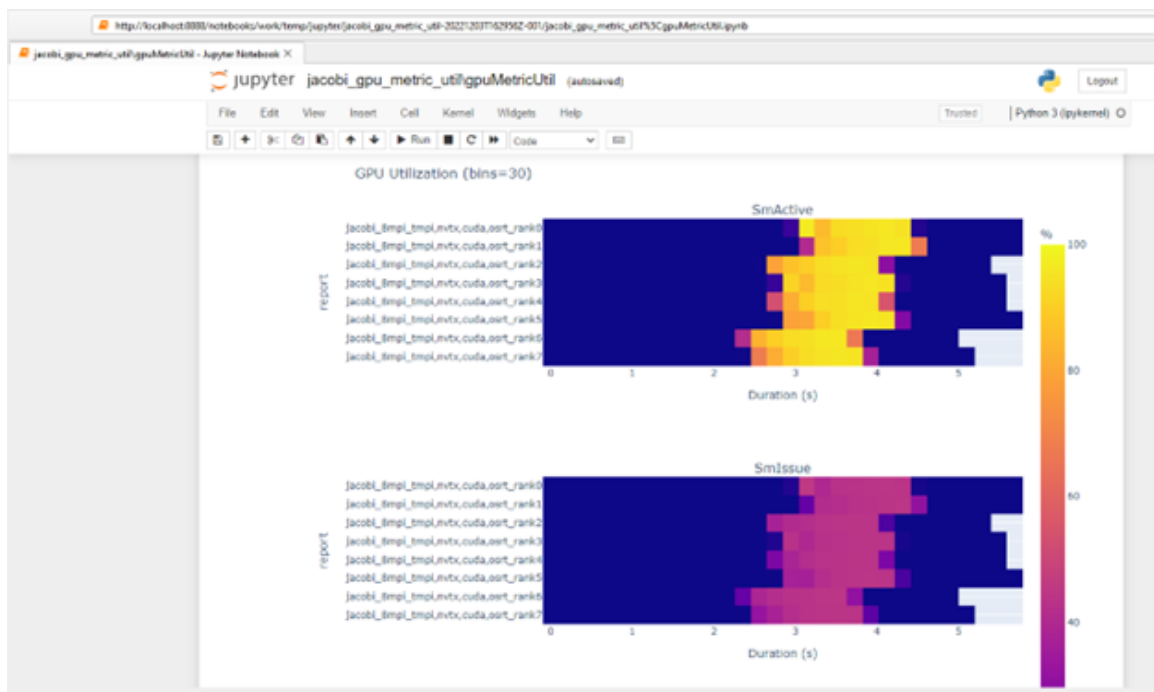 http://localhost:8888/notebooks/work/temp/jupyter/jacobi_gpu_metric_util-20221203T162956Z-001/jacobi_gpu_metric_util%5CgpuMetricUtil.ipynb
jacobi_gpu_metric_util\gpuMetricUtil - Jupyter Notebook
jupyter jacobi_gpu_metric_util\gpuMetricUtil (autosaved)
Logout
File Edit View Insert Cell Kernel Widgets Help
Trusted
Python 3 (ipykernel)
Run
Code
GPU Utilization (bins=30)
SmActive
report
jacobi_8mpi_tmpi,nvtx,cuda,osrt_rank0
jacobi_8mpi_tmpi,nvtx,cuda,osrt_rank1
jacobi_8mpi_tmpi,nvtx,cuda,osrt_rank2
jacobi_8mpi_tmpi,nvtx,cuda,osrt_rank3
jacobi_8mpi_tmpi,nvtx,cuda,osrt_rank4
jacobi_8mpi_tmpi,nvtx,cuda,osrt_rank5
jacobi_8mpi_tmpi,nvtx,cuda,osrt_rank6
jacobi_8mpi_tmpi,nvtx,cuda,osrt_rank7
0 1 2 3 4 5
Duration (s)
%
100
80
60
40
SmIssue
report
jacobi_8mpi_tmpi,nvtx,cuda,osrt_rank0
jacobi_8mpi_tmpi,nvtx,cuda,osrt_rank1
jacobi_8mpi_tmpi,nvtx,cuda,osrt_rank2
jacobi_8mpi_tmpi,nvtx,cuda,osrt_rank3
jacobi_8mpi_tmpi,nvtx,cuda,osrt_rank4
jacobi_8mpi_tmpi,nvtx,cuda,osrt_rank5
jacobi_8mpi_tmpi,nvtx,cuda,osrt_rank6
jacobi_8mpi_tmpi,nvtx,cuda,osrt_rank7
0 1 2 3 4 5
Duration (s)